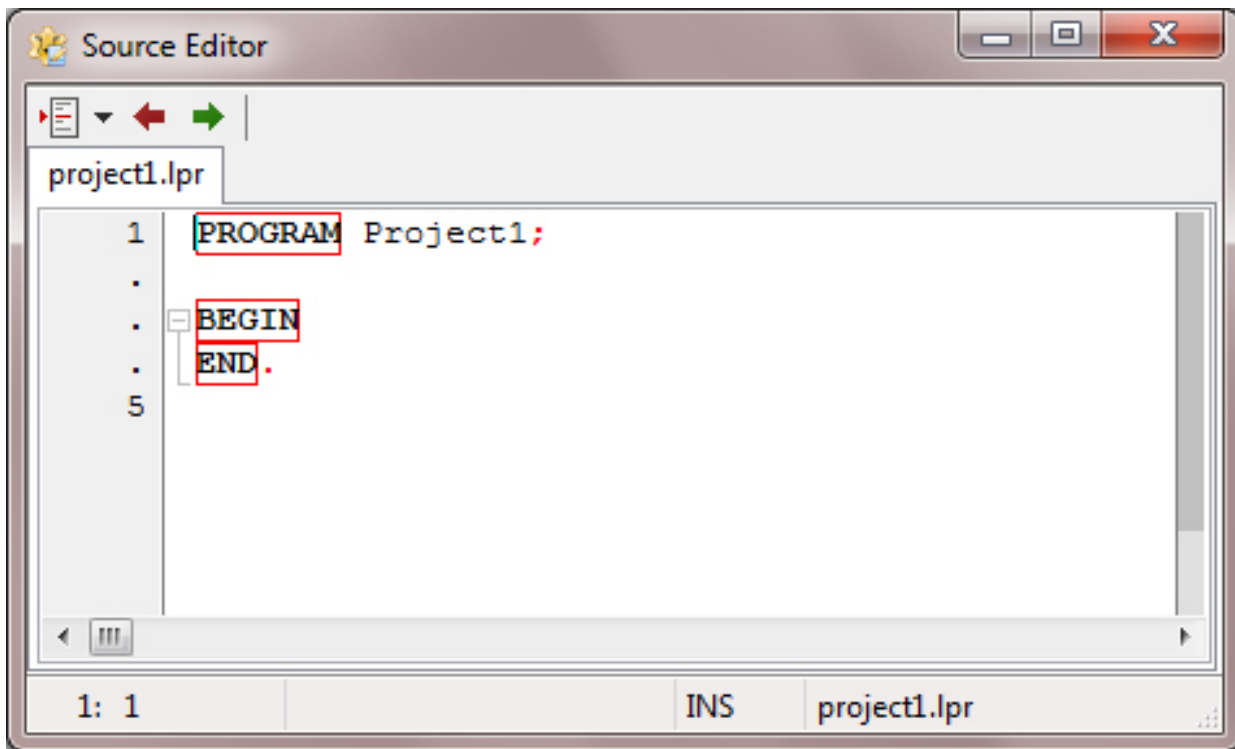 Source Editor
project1.lpr
1 PROGRAM Project1;
.
. BEGIN
. END.
5
1: 1 INS project1.lpr